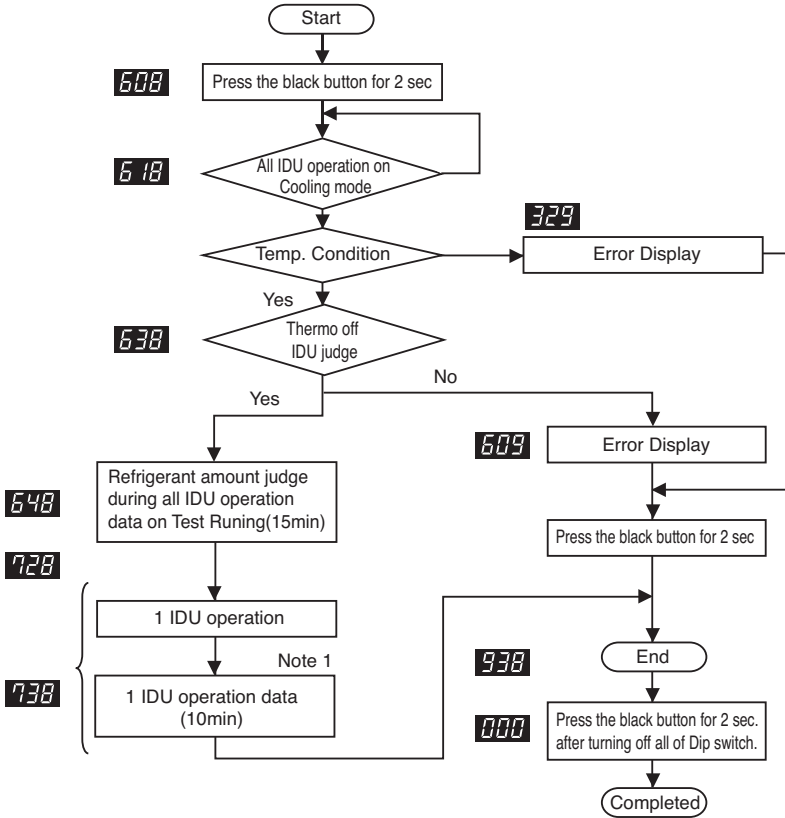 Start
608
Press the black button for 2 sec
618
All IDU operation on
Cooling mode
329
Temp. Condition
Error Display
Yes
638
Thermo off
IDU judge
No
Yes
609
Error Display
648
Refrigerant amount judge
during all IDU operation
data on Test Runing(15min)
Press the black button for 2 sec
728
1 IDU operation
Note 1
938
End
738
1 IDU operation data
(10min)
000
Press the black button for 2 sec.
after turning off all of Dip switch.
Completed